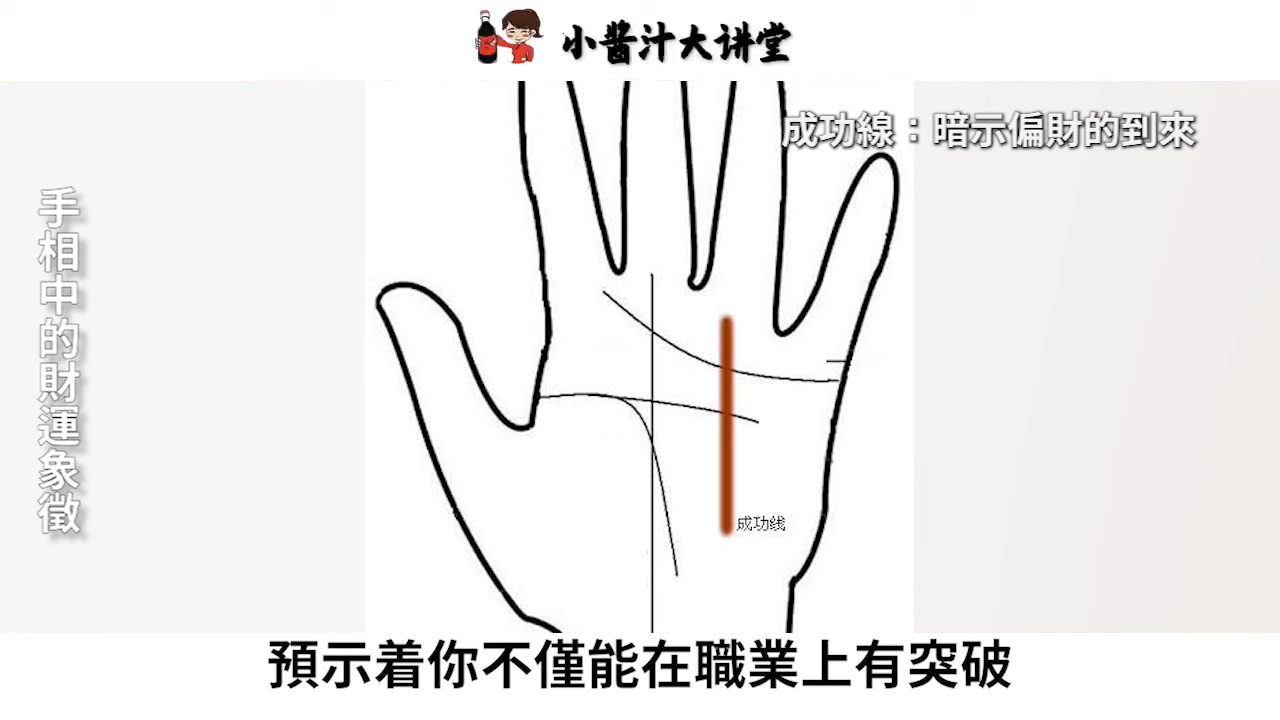 小酱汁大讲堂
成功線：暗示偏財的到來
手相中的財運象徵
成功线
預示着你不僅能在職業上有突破